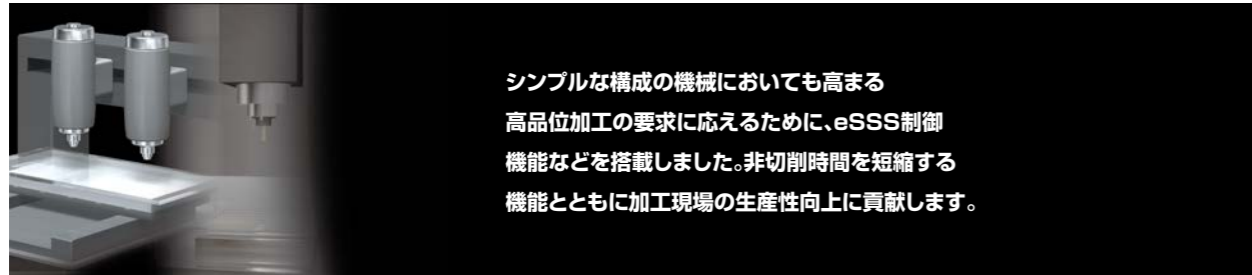 シンプルな構成の機械においても高まる
高品位加工の要求に応えるために、eSSS制御
機能などを搭載しました。非切削時間を短縮する
機能とともに加工現場の生産性向上に貢献します。